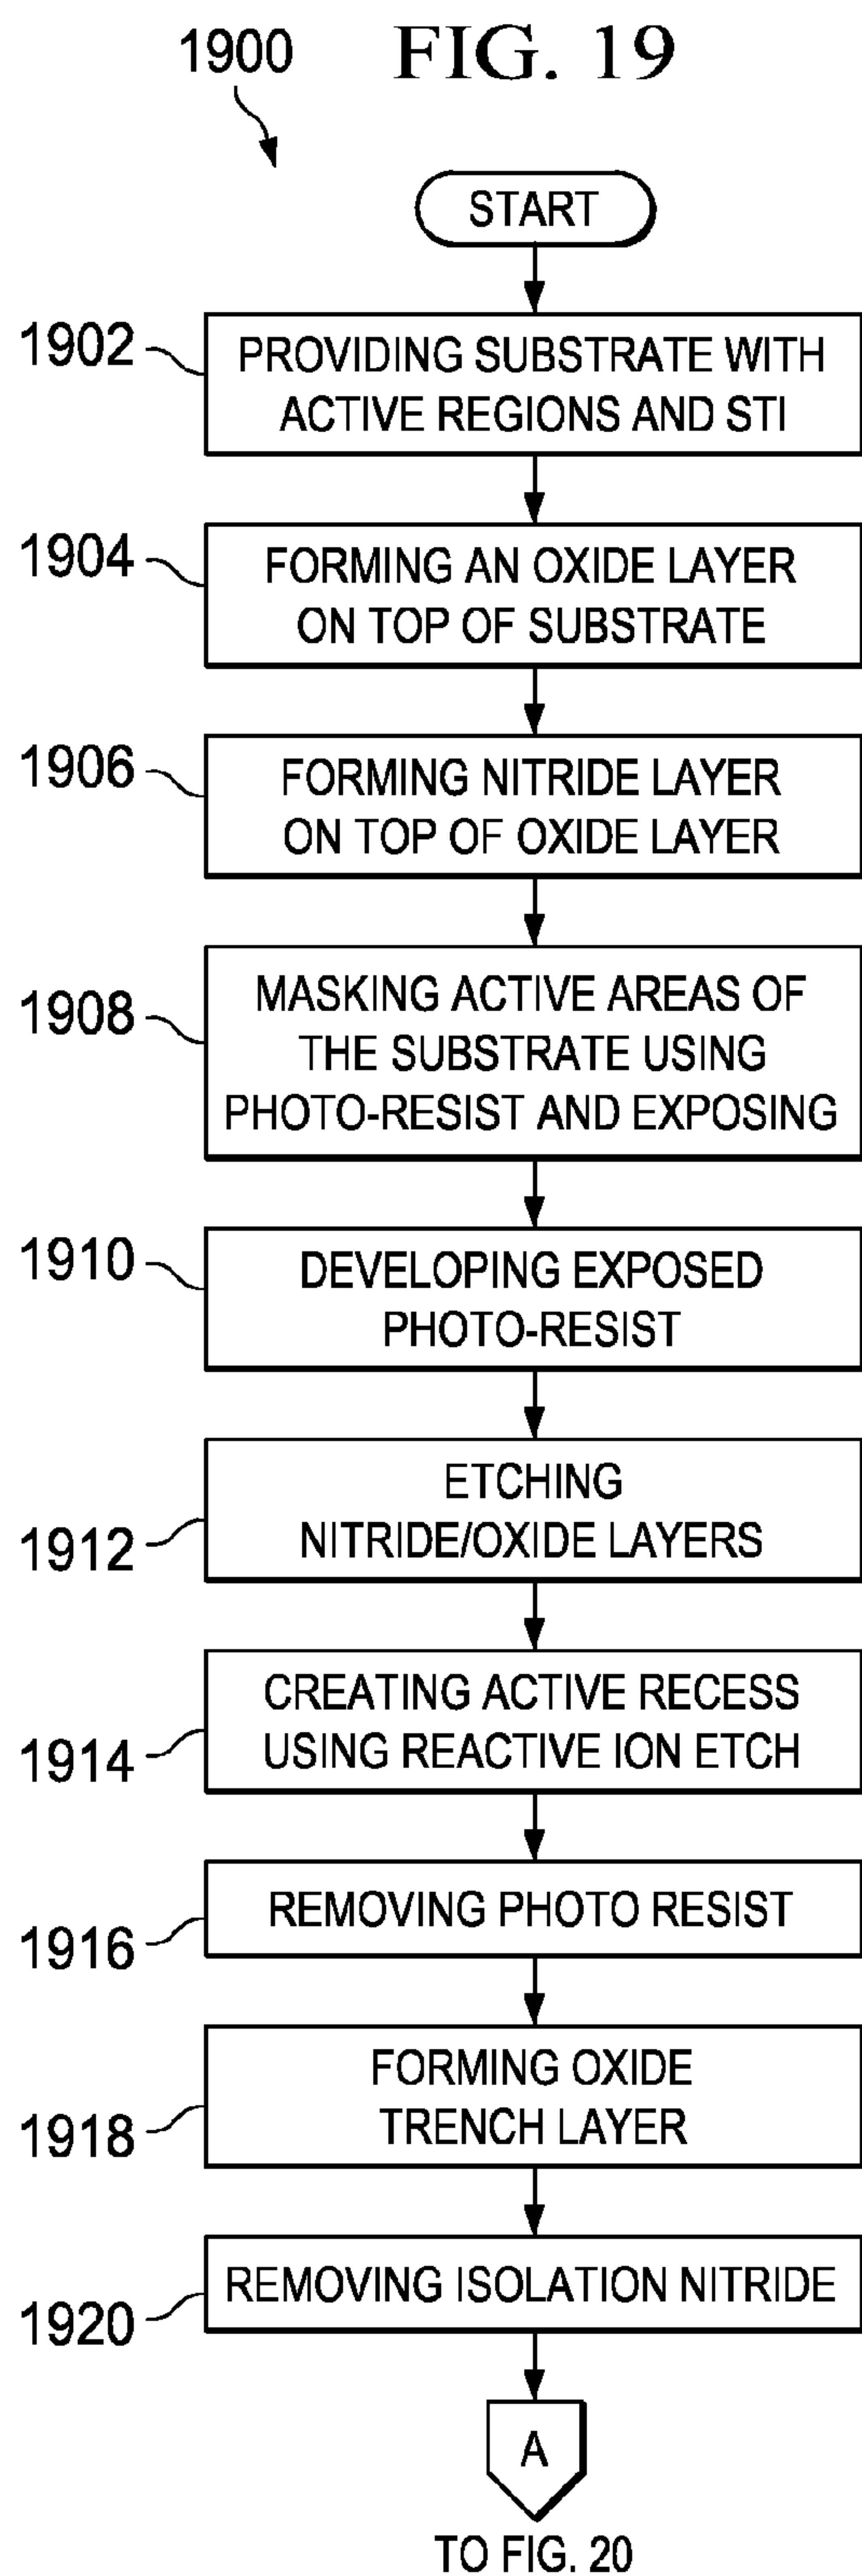 1900 FIG. 19
START
1902
PROVIDING SUBSTRATE WITH
ACTIVE REGIONS AND STI
1904
FORMING AN OXIDE LAYER
ON TOP OF SUBSTRATE
1906
FORMING NITRIDE LAYER
ON TOP OF OXIDE LAYER
1908
MASKING ACTIVE AREAS OF
THE SUBSTRATE USING
PHOTO-RESIST AND EXPOSING
1910
DEVELOPING EXPOSED
PHOTO-RESIST
1912
ETCHING
NITRIDE/OXIDE LAYERS
1914
CREATING ACTIVE RECESS
USING REACTIVE ION ETCH
1916
REMOVING PHOTO RESIST
1918
FORMING OXIDE
TRENCH LAYER
1920
REMOVING ISOLATION NITRIDE
A
TO FIG. 20